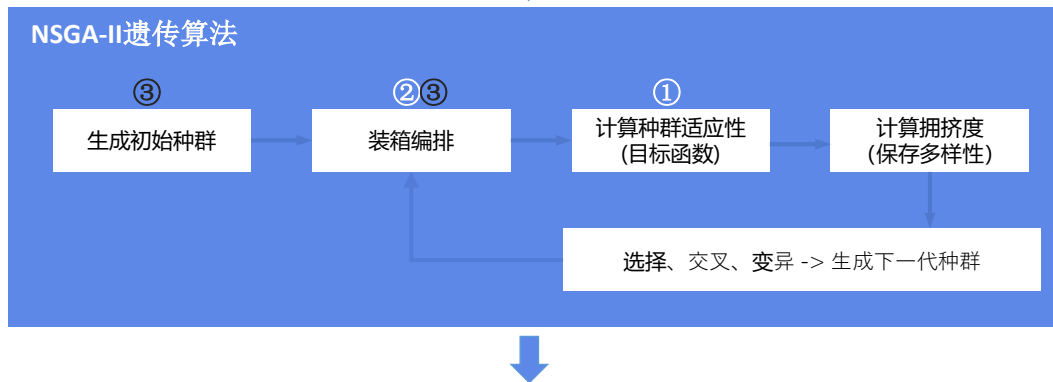 NSGA-II遗传算法
③
②③
①
生成初始种群
装箱编排
计算种群适应性
(目标函数)
计算拥挤度
(保存多样性)
选择、交叉、变异 -> 生成下一代种群